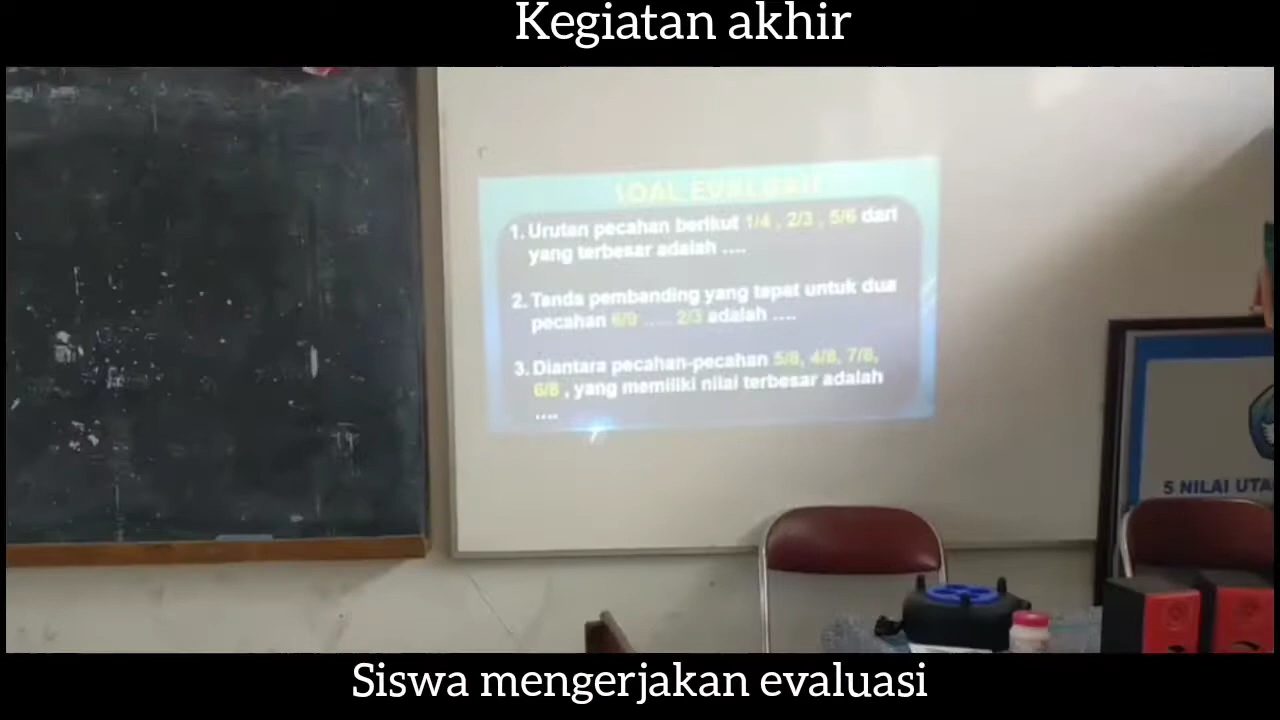 Kegiatan akhir
SOAL EVALUASI
1. Urutan pecahan berikut 1/4 , 2/3 , 5/6 dari
yang terbesar adalah ....
2. Tanda pembanding yang tepat untuk dua
pecahan 6/9 .... 2/3 adalah ....
3. Diantara pecahan-pecahan 5/8, 4/8, 7/8,
6/8 , yang memiliki nilai terbesar adalah
....
5 NILAI UTA
Siswa mengerjakan evaluasi